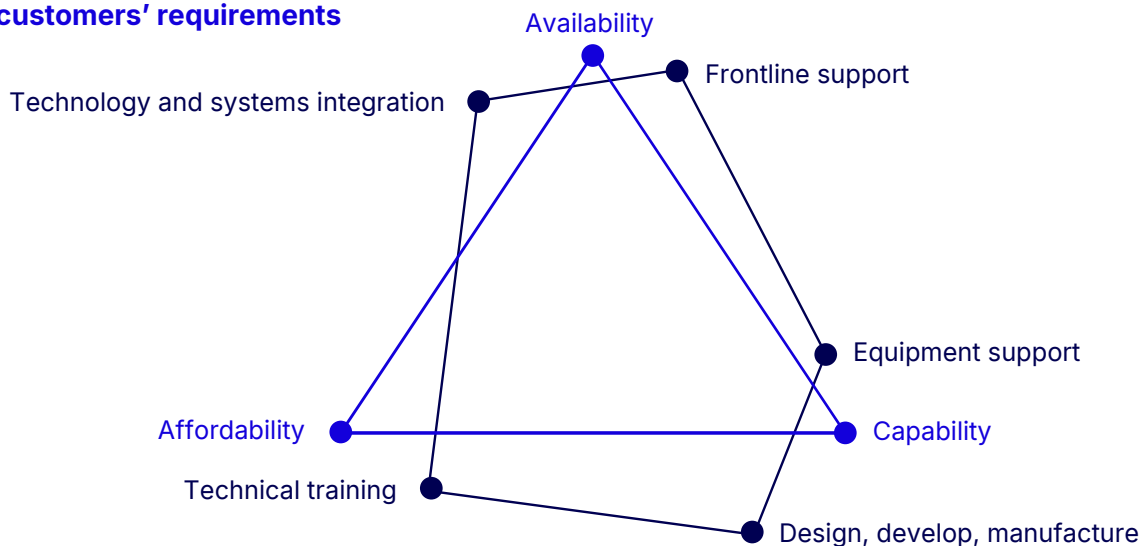 customers’ requirements
Availability
Frontline support
Technology and systems integration
Equipment support
Affordability
Capability
Technical training
Design, develop, manufacture